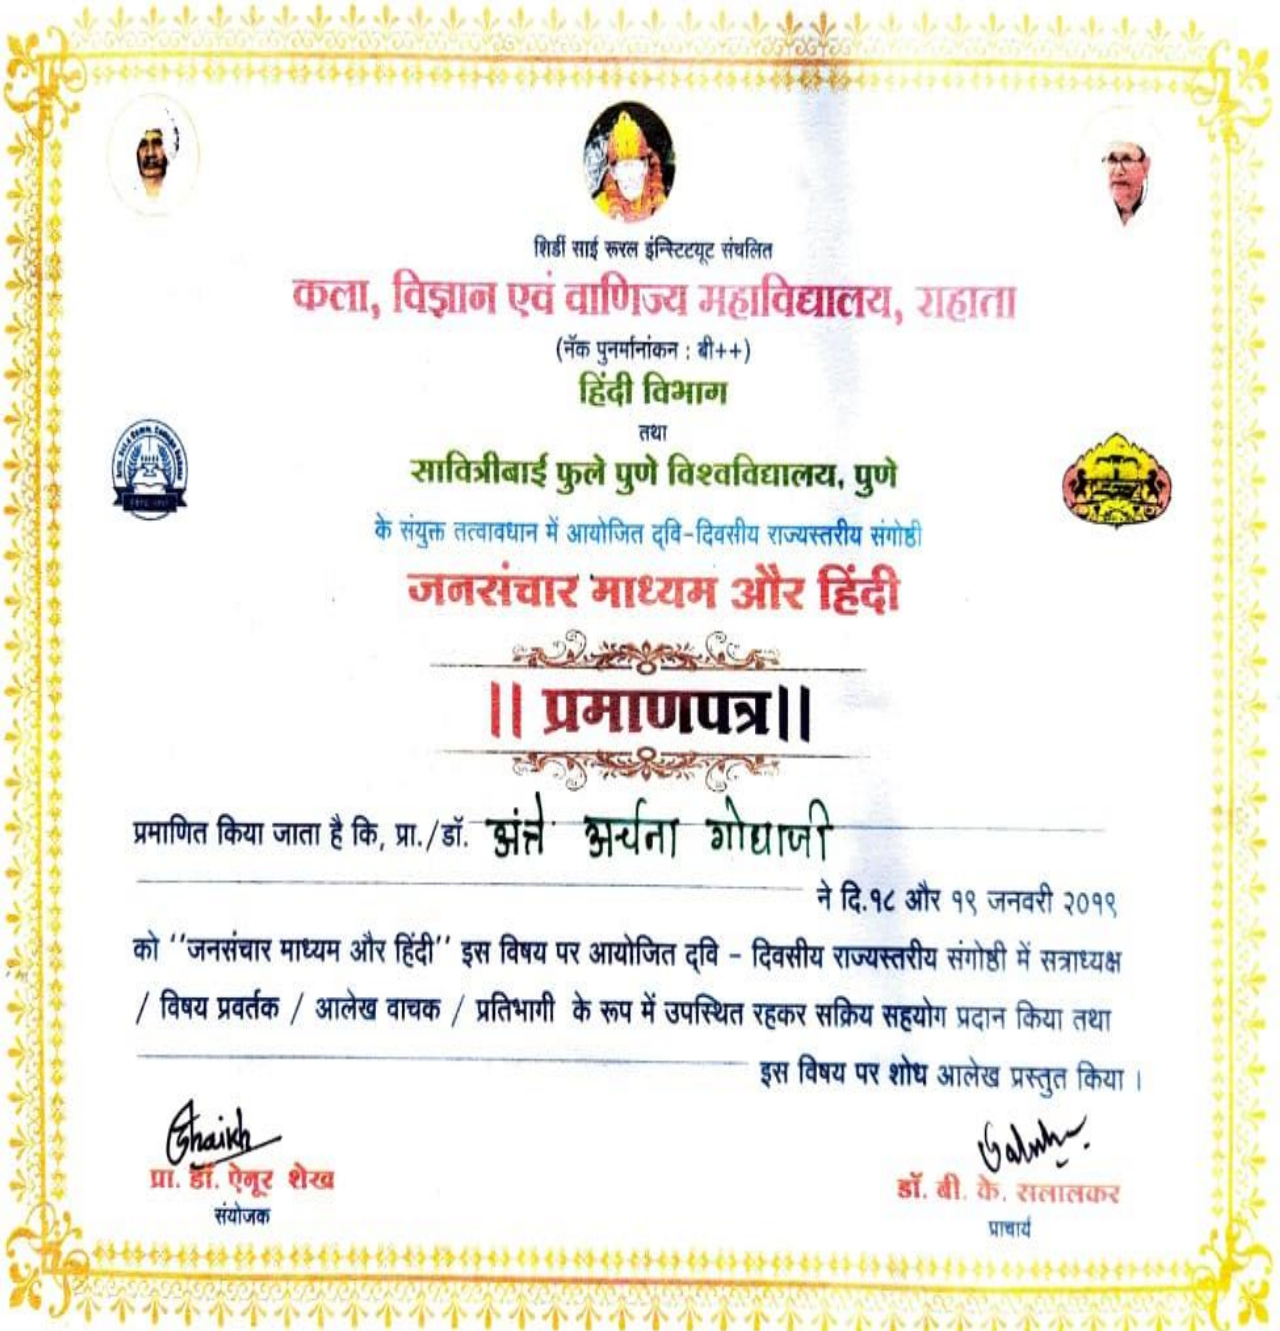 शिर्डी साई रूरल इंन्स्टिटयूट संचलित
कला, विज्ञान एवं वाणिज्य महाविद्यालय, राहाता
(नॅक पुनर्मानांकन : बी++)
हिंदी विभाग
तथा
सावित्रीबाई फुले पुणे विश्वविद्यालय, पुणे
के संयुक्त तत्वावधान में आयोजित द्वि-दिवसीय राज्यस्तरीय संगोष्ठी
जनसंचार माध्यम और हिंदी
|| प्रमाणपत्र||
प्रमाणित किया जाता है कि, प्रा./डॉ. अंत्रे अर्चना गोधाजी
ने दि.१८ और १९ जनवरी २०१९
को ''जनसंचार माध्यम और हिंदी'' इस विषय पर आयोजित द्वि - दिवसीय राज्यस्तरीय संगोष्ठी में सत्राध्यक्ष
/ विषय प्रवर्तक / आलेख वाचक / प्रतिभागी के रूप में उपस्थित रहकर सक्रिय सहयोग प्रदान किया तथा
इस विषय पर शोध आलेख प्रस्तुत किया ।
Shaikh
प्रा. डॉ. ऐनूर शेख
संयोजक
डॉ. बी. के. सलालकर
प्राचार्य